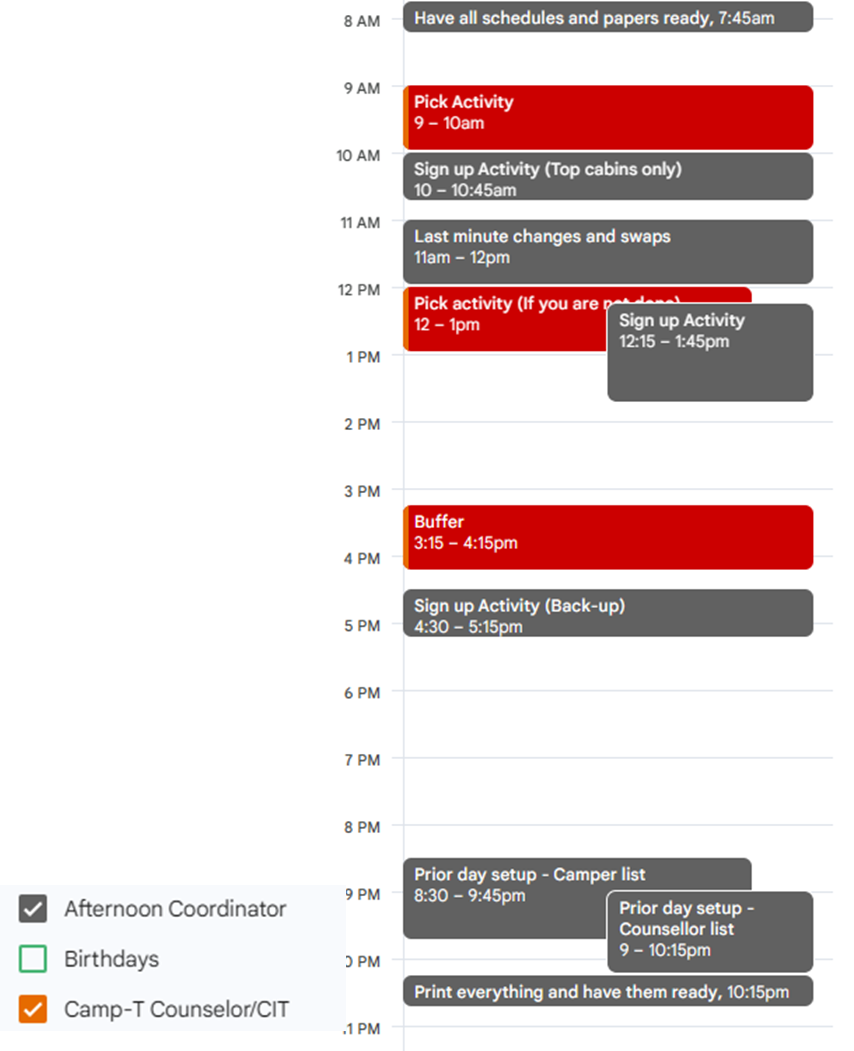 8 AM
Have all schedules and papers ready, 7:45am
9 AM
Pick Activity
9 – 10am
10 AM
Sign up Activity (Top cabins only)
10 – 10:45am
11 AM
Last minute changes and swaps
11am – 12pm
12 PM
Pick activity (If you are not done)
12 – 1pm
Sign up Activity
12:15 – 1:45pm
1 PM
2 PM
3 PM
Buffer
3:15 – 4:15pm
4 PM
Sign up Activity (Back-up)
4:30 – 5:15pm
5 PM
6 PM
7 PM
8 PM
Prior day setup - Camper list
8:30 – 9:45pm
9 PM
Prior day setup -
Counsellor list
9 – 10:15pm
0 PM
Print everything and have them ready, 10:15pm
1 PM
Afternoon Coordinator
Birthdays
Camp-T Counselor/CIT